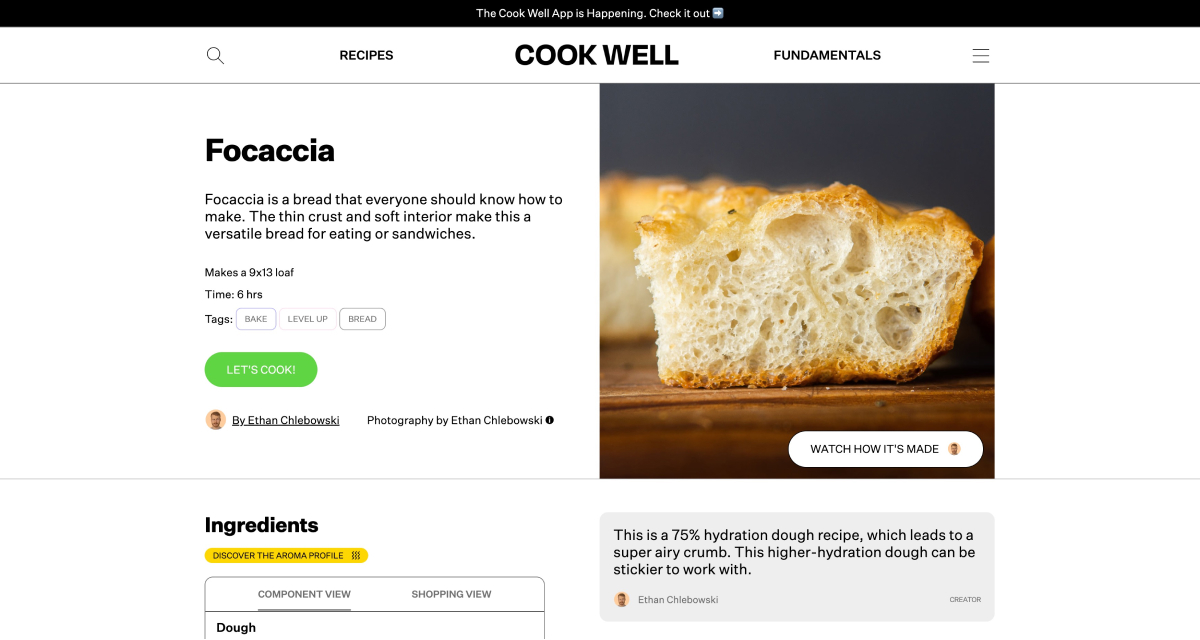 The Cook Well App is Happening. Check it out ➡️
RECIPES
COOK WELL
FUNDAMENTALS
Focaccia
Focaccia is a bread that everyone should know how to
make. The thin crust and soft interior make this a
versatile bread for eating or sandwiches.
Makes a 9x13 loaf
Time: 6 hrs
Tags: BAKE LEVEL UP BREAD
LET'S COOK!
By Ethan Chlebowski
Photography by Ethan Chlebowski
WATCH HOW IT'S MADE
Ingredients
DISCOVER THE AROMA PROFILE
COMPONENT VIEW
SHOPPING VIEW
Dough
This is a 75% hydration dough recipe, which leads to a
super airy crumb. This higher-hydration dough can be
stickier to work with.
Ethan Chlebowski
CREATOR